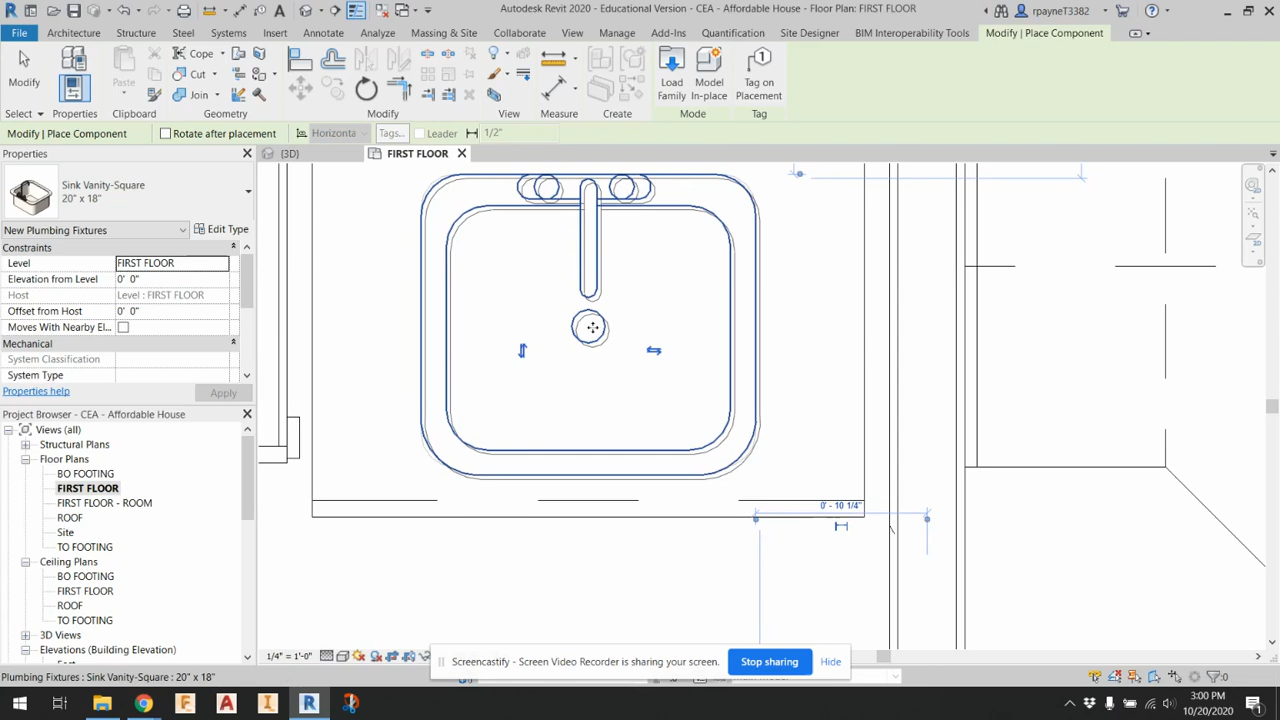 Autodesk Revit 2020 - Educational Version - CEA - Affordable House - Floor Plan: FIRST FLOOR
rpayneT3382
File Architecture Structure Steel Systems Insert Annotate Analyze Massing & Site Collaborate View Manage Add-Ins Quantification Site Designer BIM Interoperability Tools Modify | Place Component
Modify
Cope
Cut
Join
Paste
Load Family
Model In-place
Tag on Placement
Select Properties Clipboard Geometry Modify View Measure Create Mode Tag
Modify | Place Component Rotate after placement Horizonta Tags... Leader 1/2"
Properties
(3D)
FIRST FLOOR
Sink Vanity-Square
20" x 18"
New Plumbing Fixtures
Edit Type
Constraints
Level FIRST FLOOR
Elevation from Level 0' 0"
Host Level : FIRST FLOOR
Offset from Host 0' 0"
Moves With Nearby El...
Mechanical
System Classification
System Type
Properties help
Apply
Project Browser - CEA - Affordable House
Views (all)
Structural Plans
Floor Plans
BO FOOTING
FIRST FLOOR
FIRST FLOOR - ROOM
ROOF
Site
TO FOOTING
Ceiling Plans
BO FOOTING
FIRST FLOOR
ROOF
TO FOOTING
3D Views
Elevations (Building Elevation)
0' - 10 1/4"
1/4" = 1'-0"
Screencastify - Screen Video Recorder is sharing your screen.
Stop sharing
Hide
Plumbing Fixtures : Sink Vanity-Square : 20" x 18"
:0
3:00 PM
10/20/2020